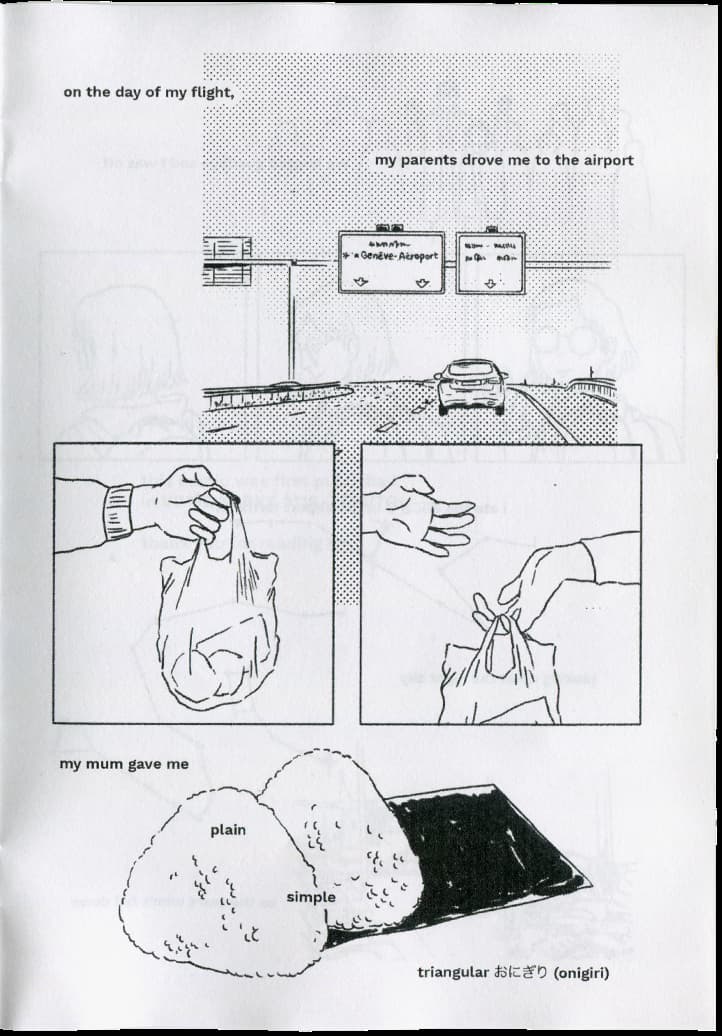 on the day of my flight,
my parents drove me to the airport
Genève-Aéroport
my mum gave me
plain
simple
triangular おにぎり (onigiri)